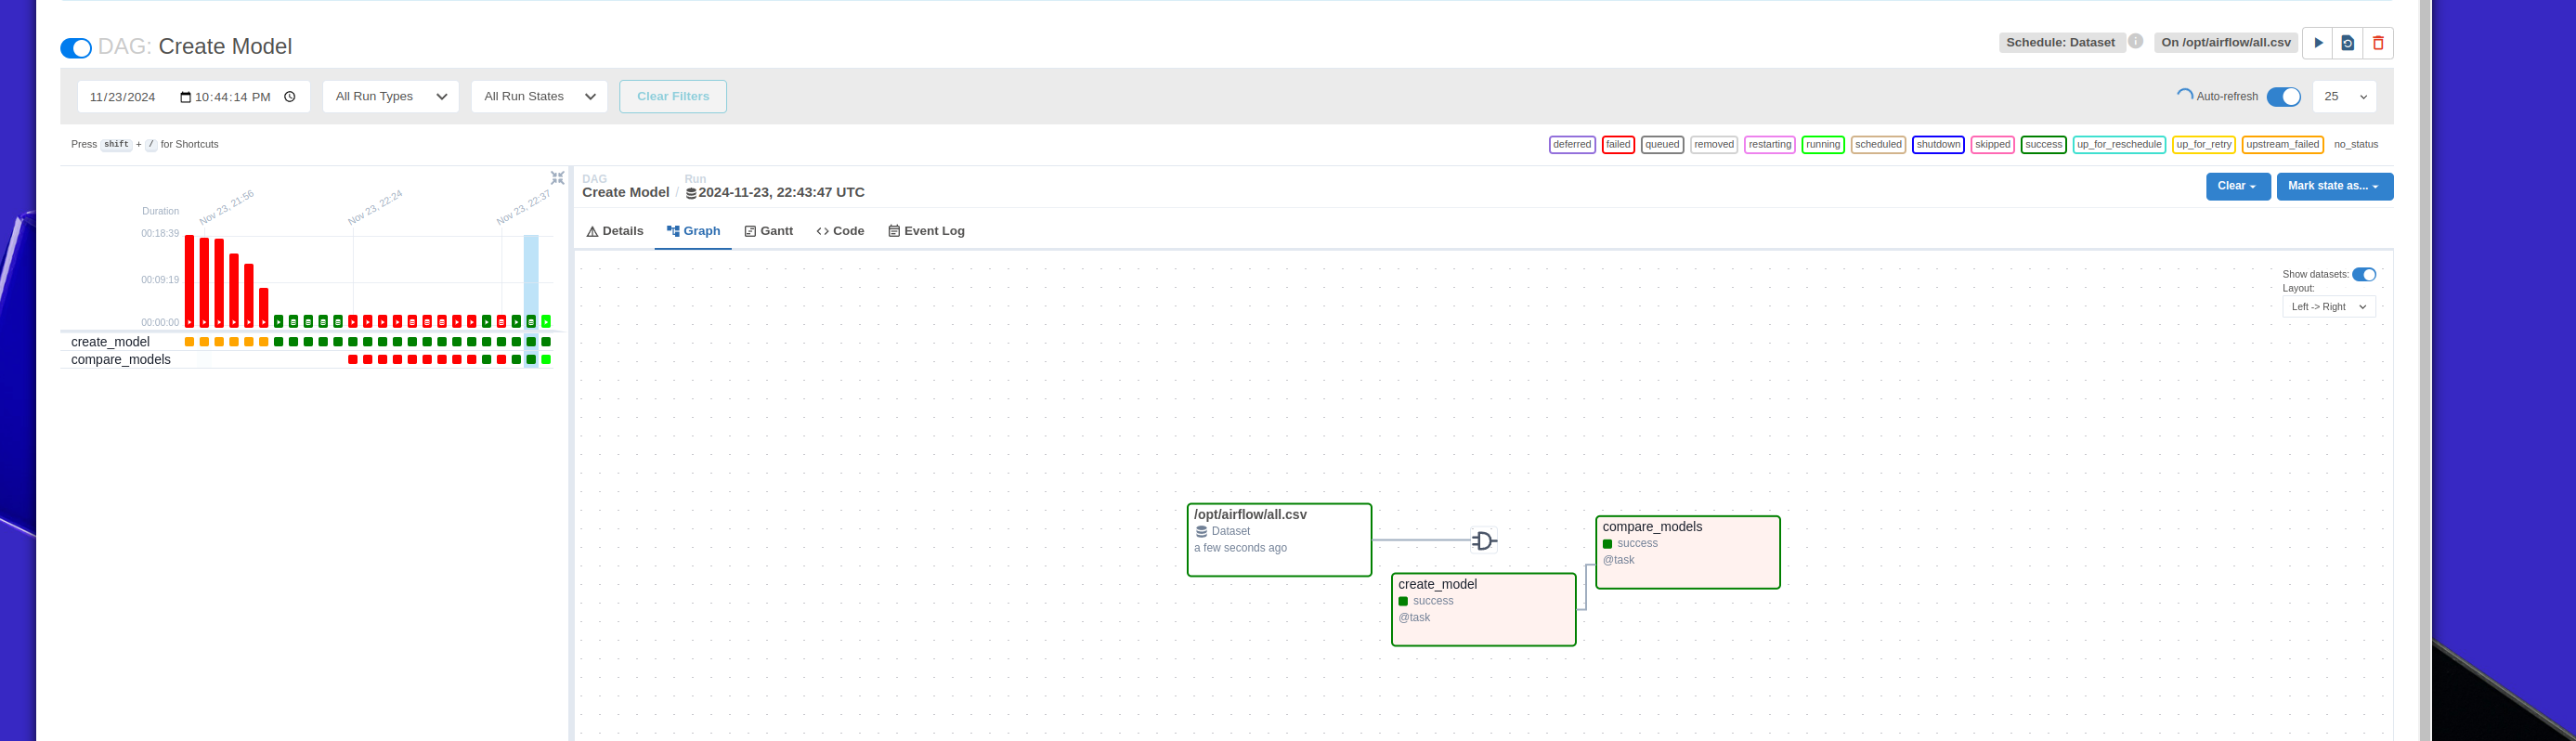 DAG: Create Model
Schedule: Dataset
On /opt/airflow/all.csv
11/23/2024 10:44:14 PM
All Run Types
All Run States
Clear Filters
Auto-refresh
25
Press shift + / for Shortcuts
deferred failed queued removed restarting running scheduled shutdown skipped success up_for_reschedule up_for_retry upstream_failed no_status
Duration
Nov 23, 21:56
Nov 23, 22:24
Nov 23, 22:37
00:18:39
00:09:19
00:00:00
create_model
compare_models
DAG
Create Model
/
Run
2024-11-23, 22:43:47 UTC
Clear
Mark state as...
Details
Graph
Gantt
Code
Event Log
Show datasets:
Layout:
Left -> Right
/opt/airflow/all.csv
Dataset
a few seconds ago
create_model
success
@task
compare_models
success
@task